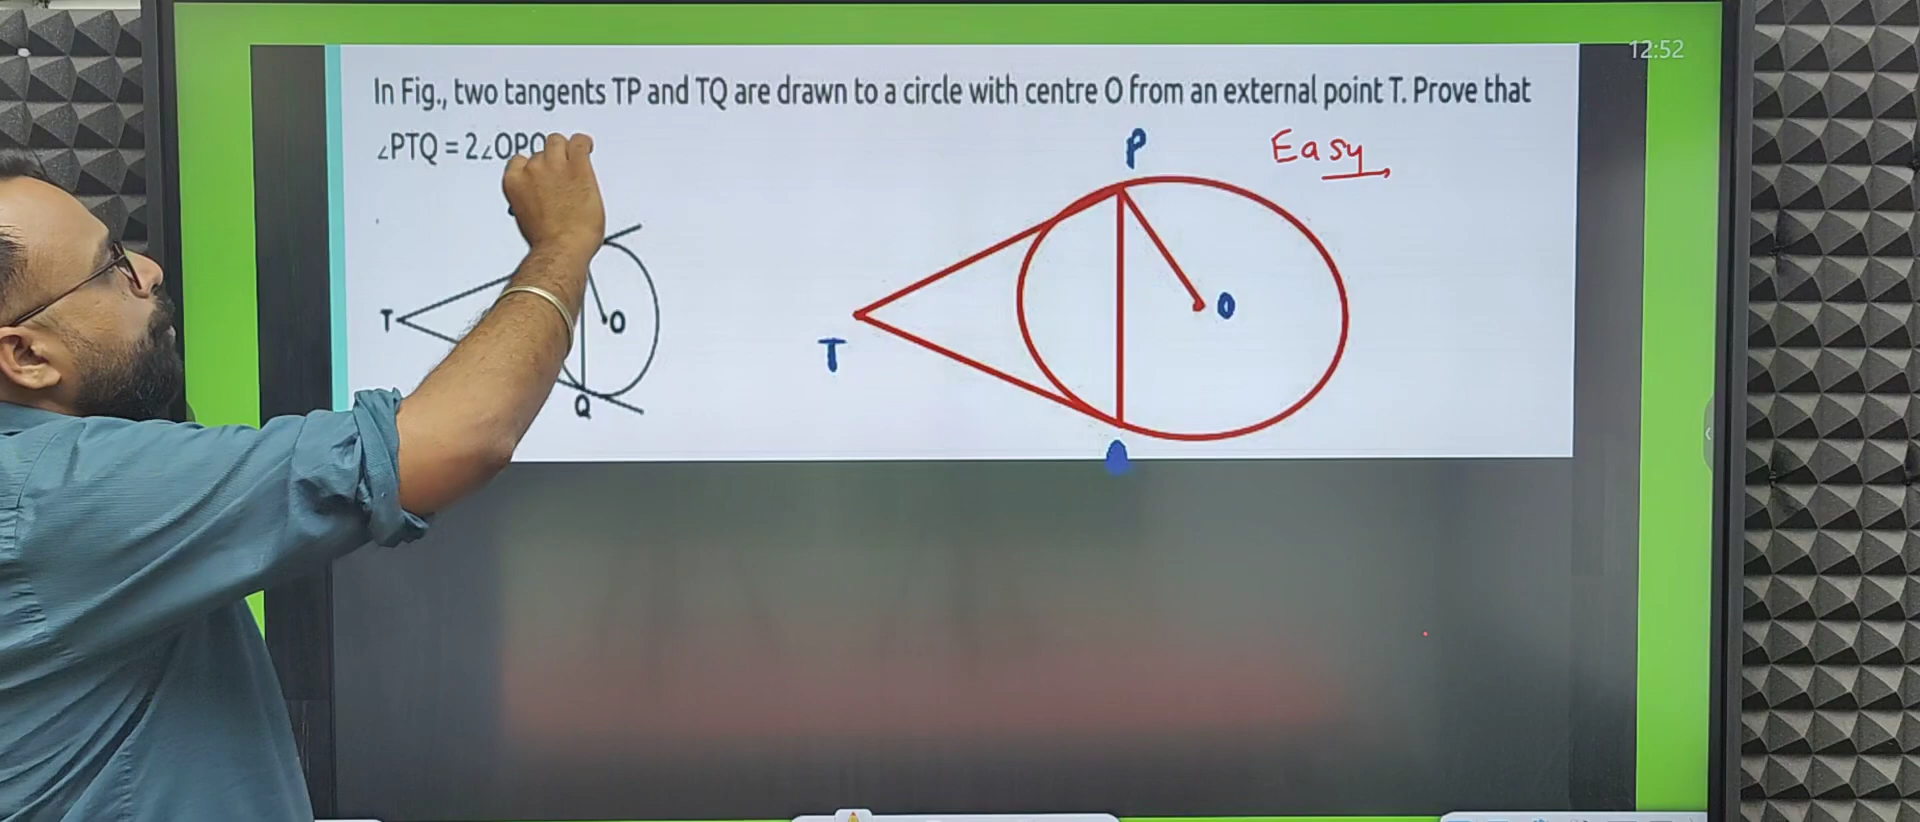 12:52
In Fig., two tangents TP and TQ are drawn to a circle with centre O from an external point T. Prove that
∠PTQ = 2
P
Easy
T
O
Q
O
T